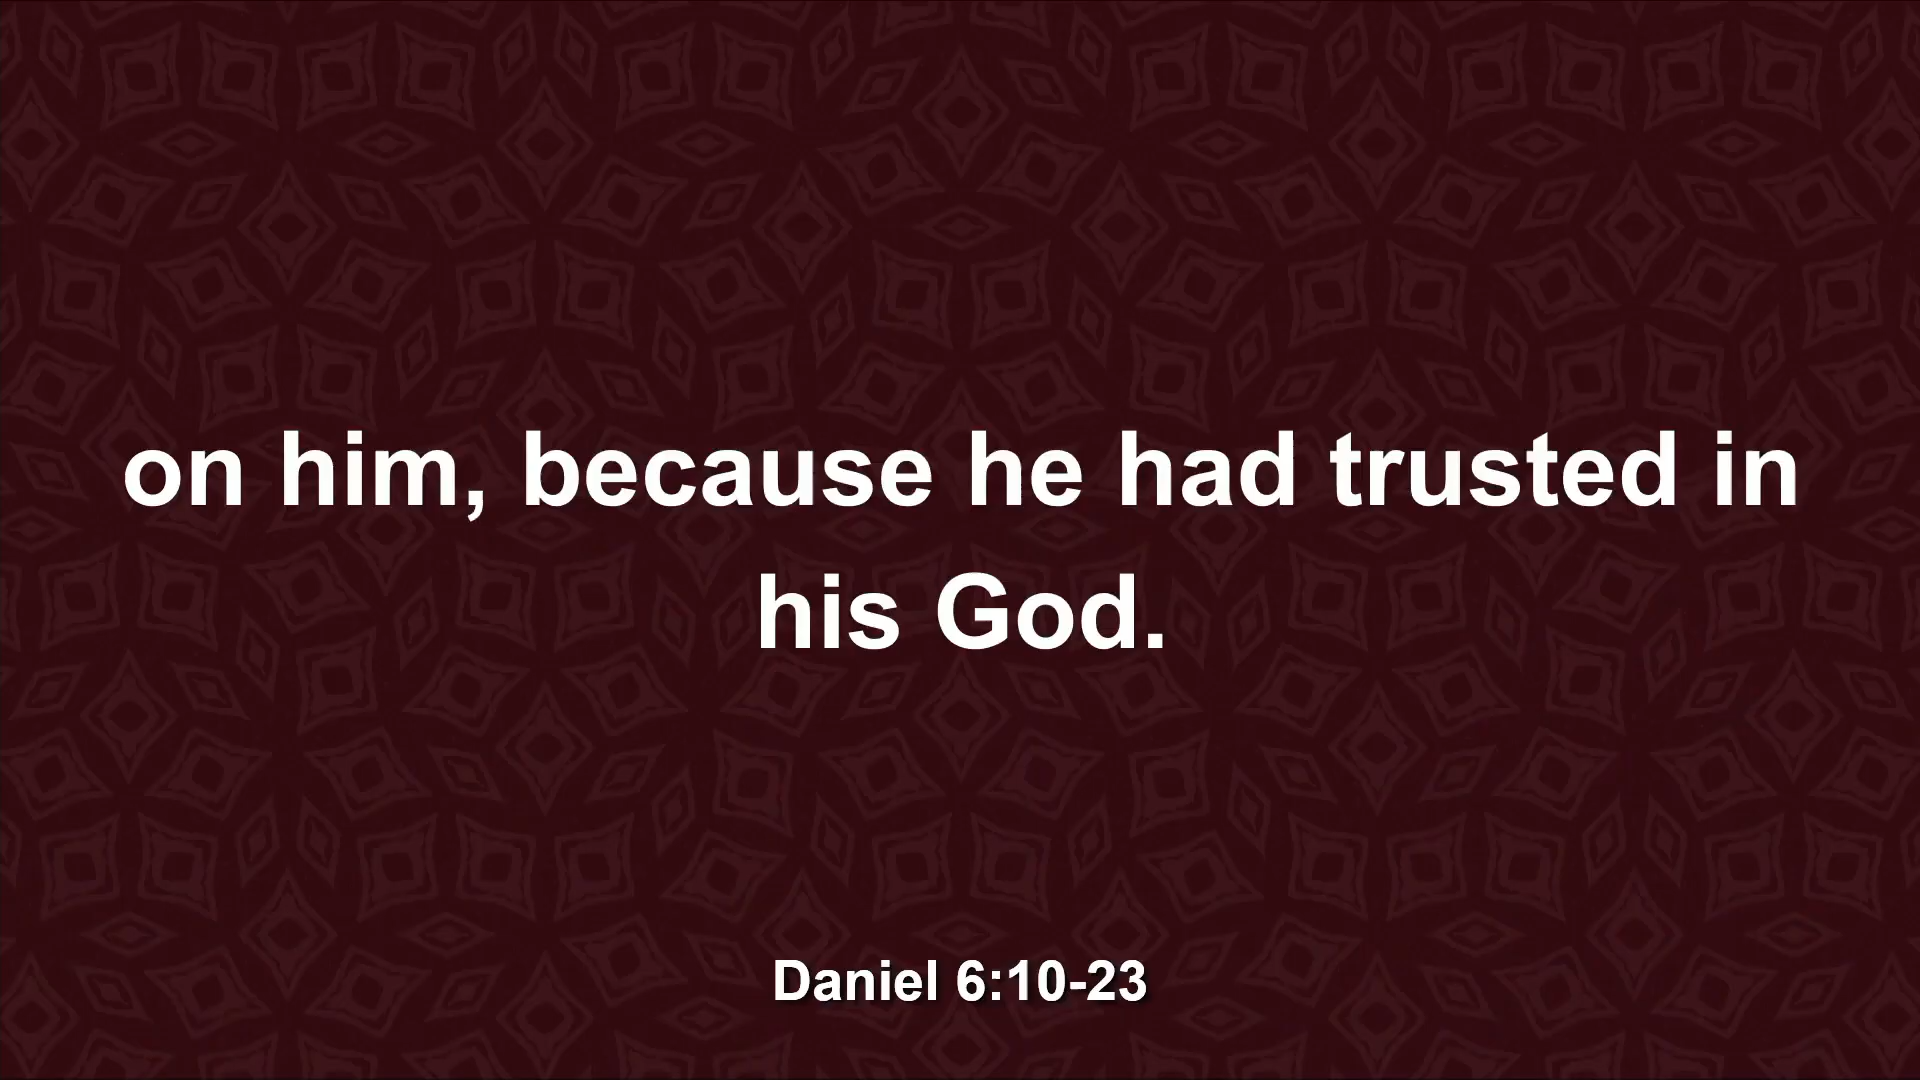 on him, because he had trusted in
his God.
Daniel 6:10-23